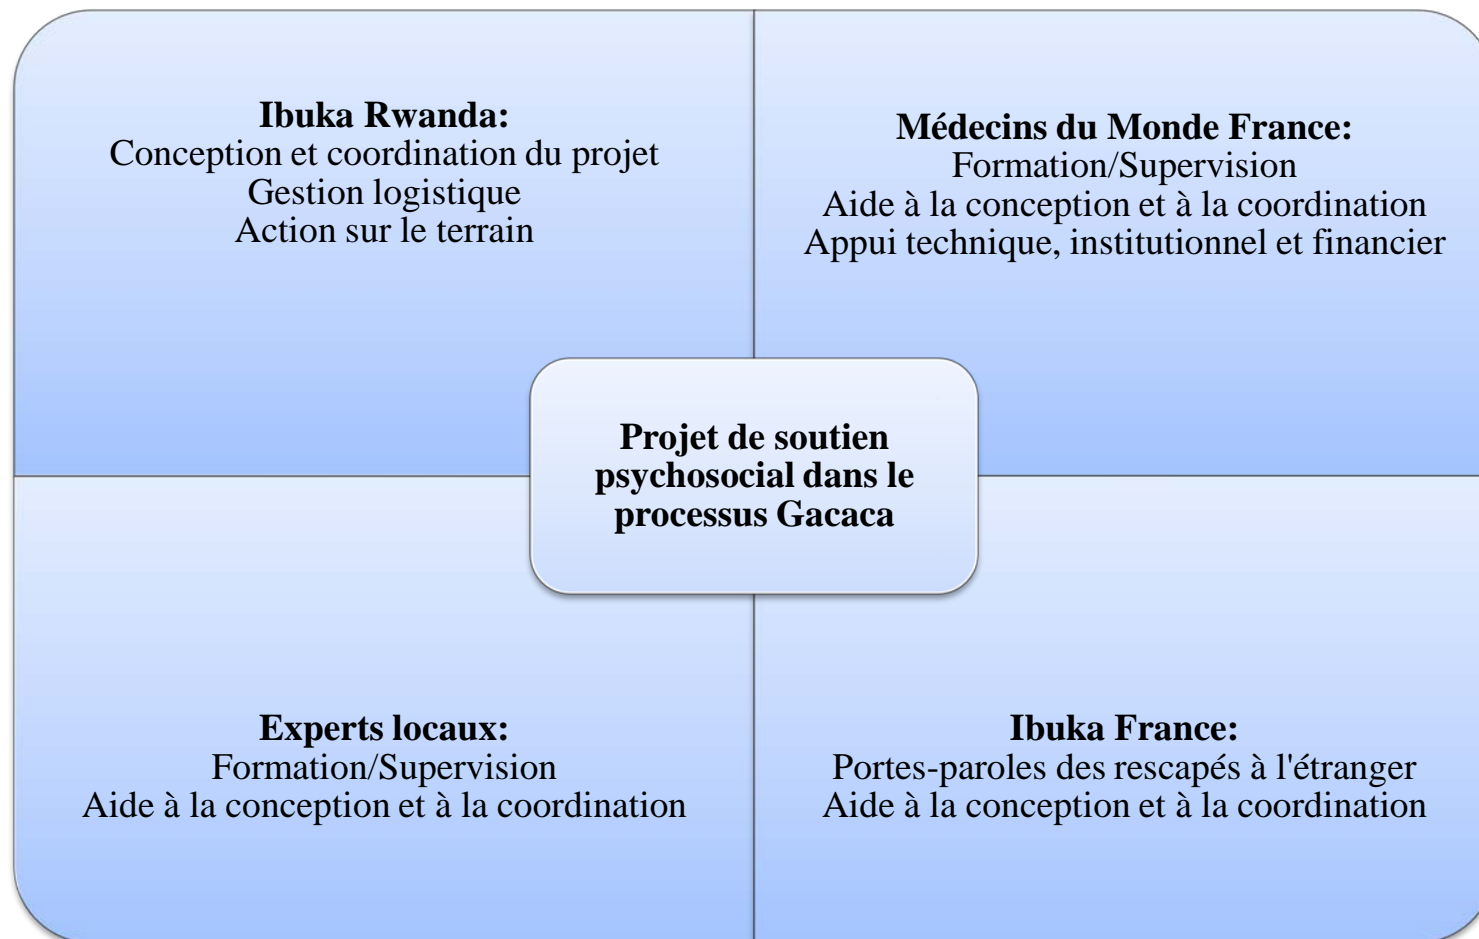 Ibuka Rwanda:
Conception et coordination du projet
Gestion logistique
Action sur le terrain
Médecins du Monde France:
Formation/Supervision
Aide à la conception et à la coordination
Appui technique, institutionnel et financier
Projet de soutien
psychosocial dans le
processus Gacaca
Experts locaux:
Formation/Supervision
Aide à la conception et à la coordination
Ibuka France:
Portes-paroles des rescapés à l'étranger
Aide à la conception et à la coordination